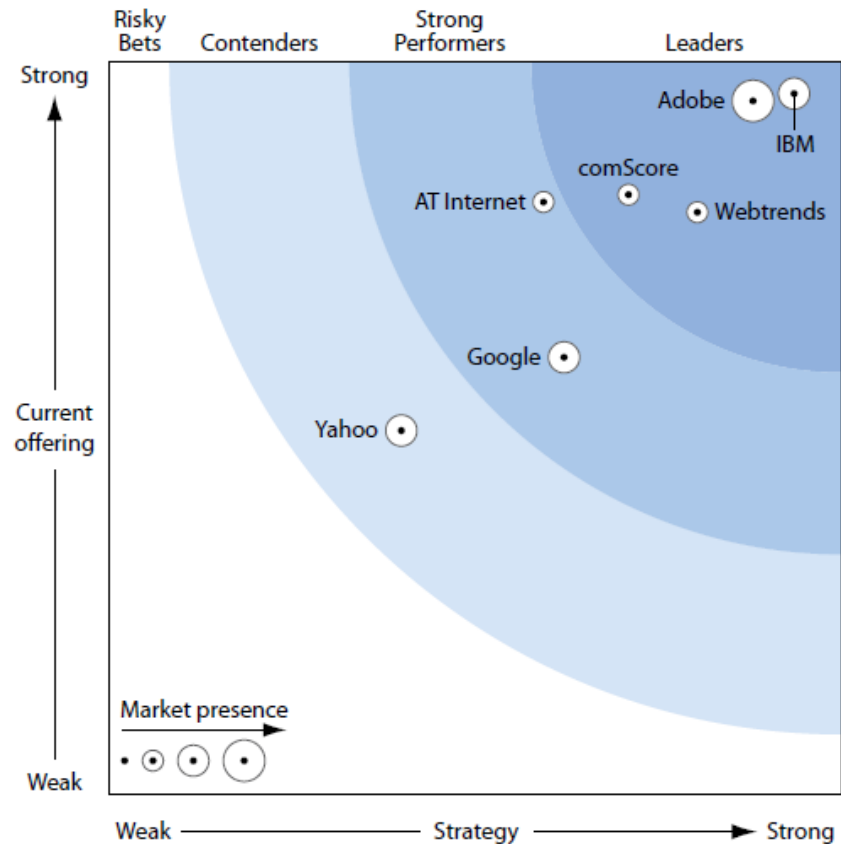 Risky
Bets
Contenders
Strong
Performers
Leaders
Strong
Adobe
IBM
comScore
AT Internet
Webtrends
Google
Current
offering
Yahoo
Market presence
Weak
Weak
Strategy
Strong